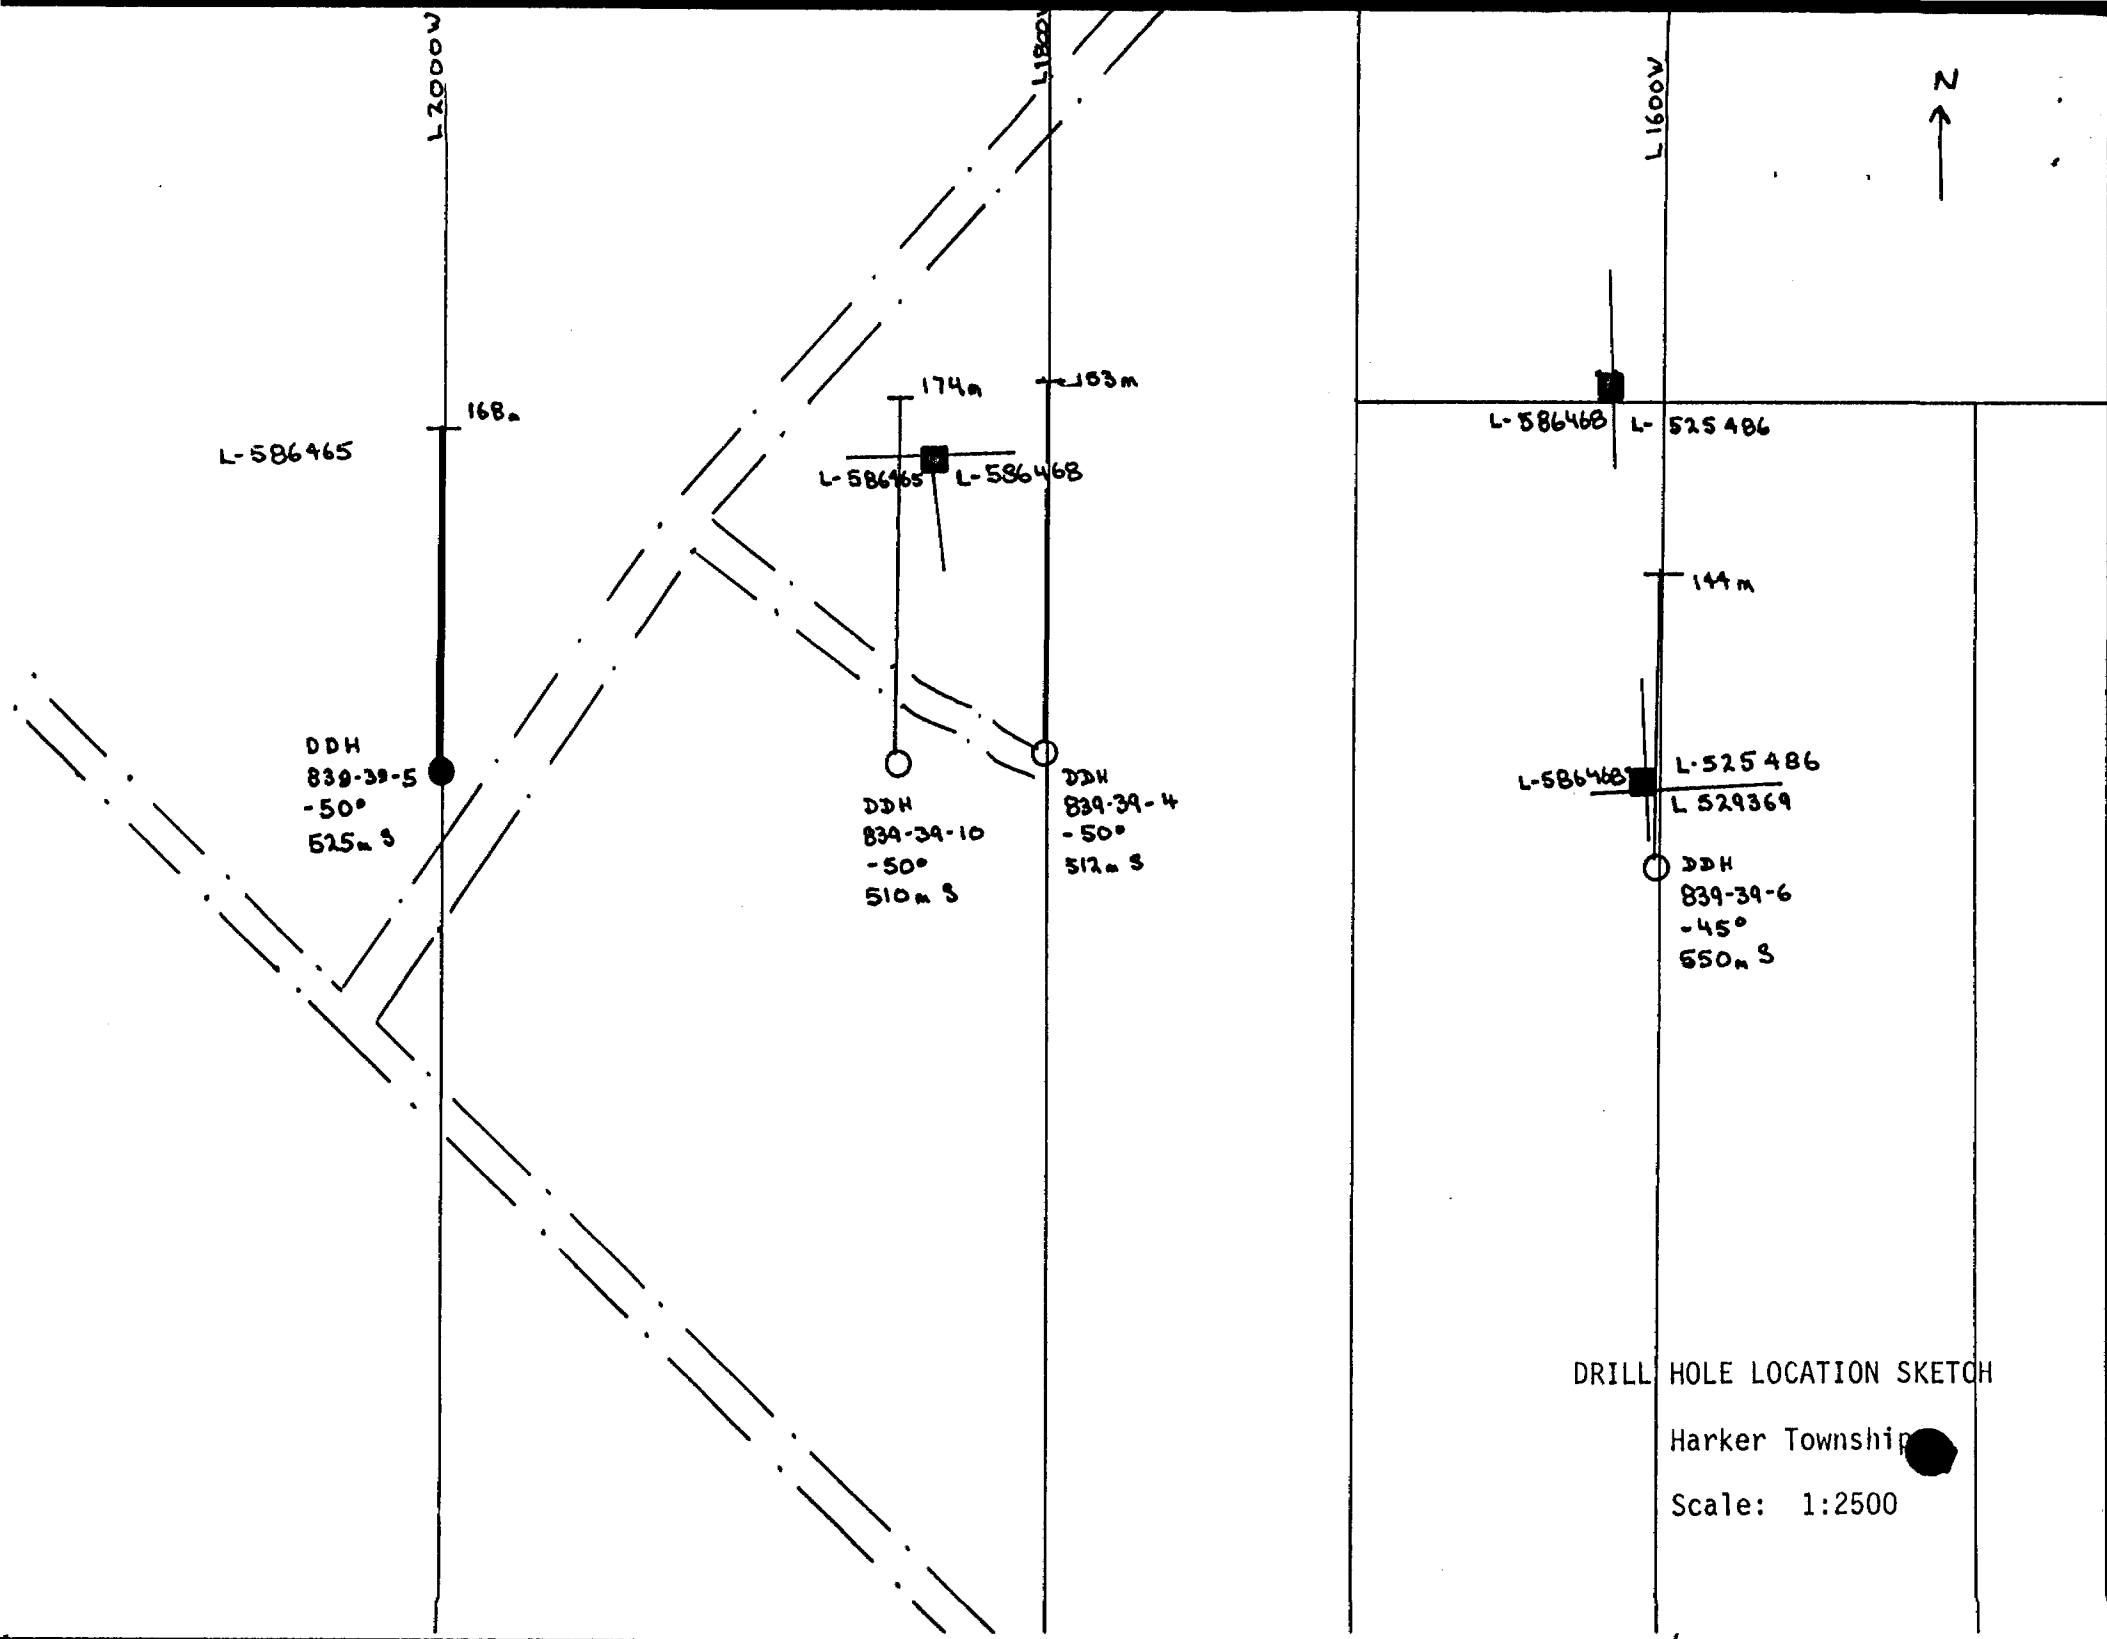 L2000W
L1800W
L1600W
N
168m
L-586465
174m
153m
L-586465
L-586468
L-586468
L-525486
144m
DDH
839-39-5
-50°
525m S
DDH
839-39-10
-50°
510m S
DDH
839-39-4
-50°
512m S
L-586468
L-525486
L 529369
DDH
839-39-6
-45°
550m S
DRILL HOLE LOCATION SKETCH
Harker Township
Scale: 1:2500